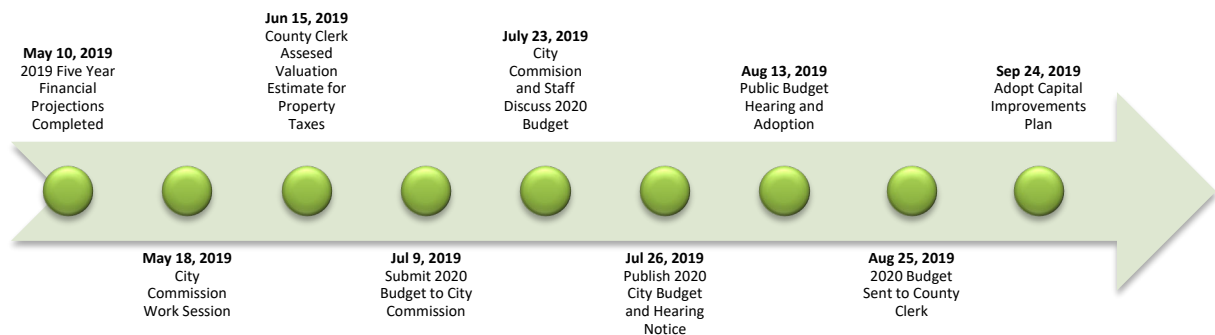 May 10, 2019
2019 Five Year
Financial
Projections
Completed
May 18, 2019
City
Commission
Work Session
Jun 15, 2019
County Clerk
Assesed
Valuation
Estimate for
Property
Taxes
Jul 9, 2019
Submit 2020
Budget to City
Commission
July 23, 2019
City
Commision
and Staff
Discuss 2020
Budget
Jul 26, 2019
Publish 2020
City Budget
and Hearing
Notice
Aug 13, 2019
Public Budget
Hearing and
Adoption
Aug 25, 2019
2020 Budget
Sent to County
Clerk
Sep 24, 2019
Adopt Capital
Improvements
Plan